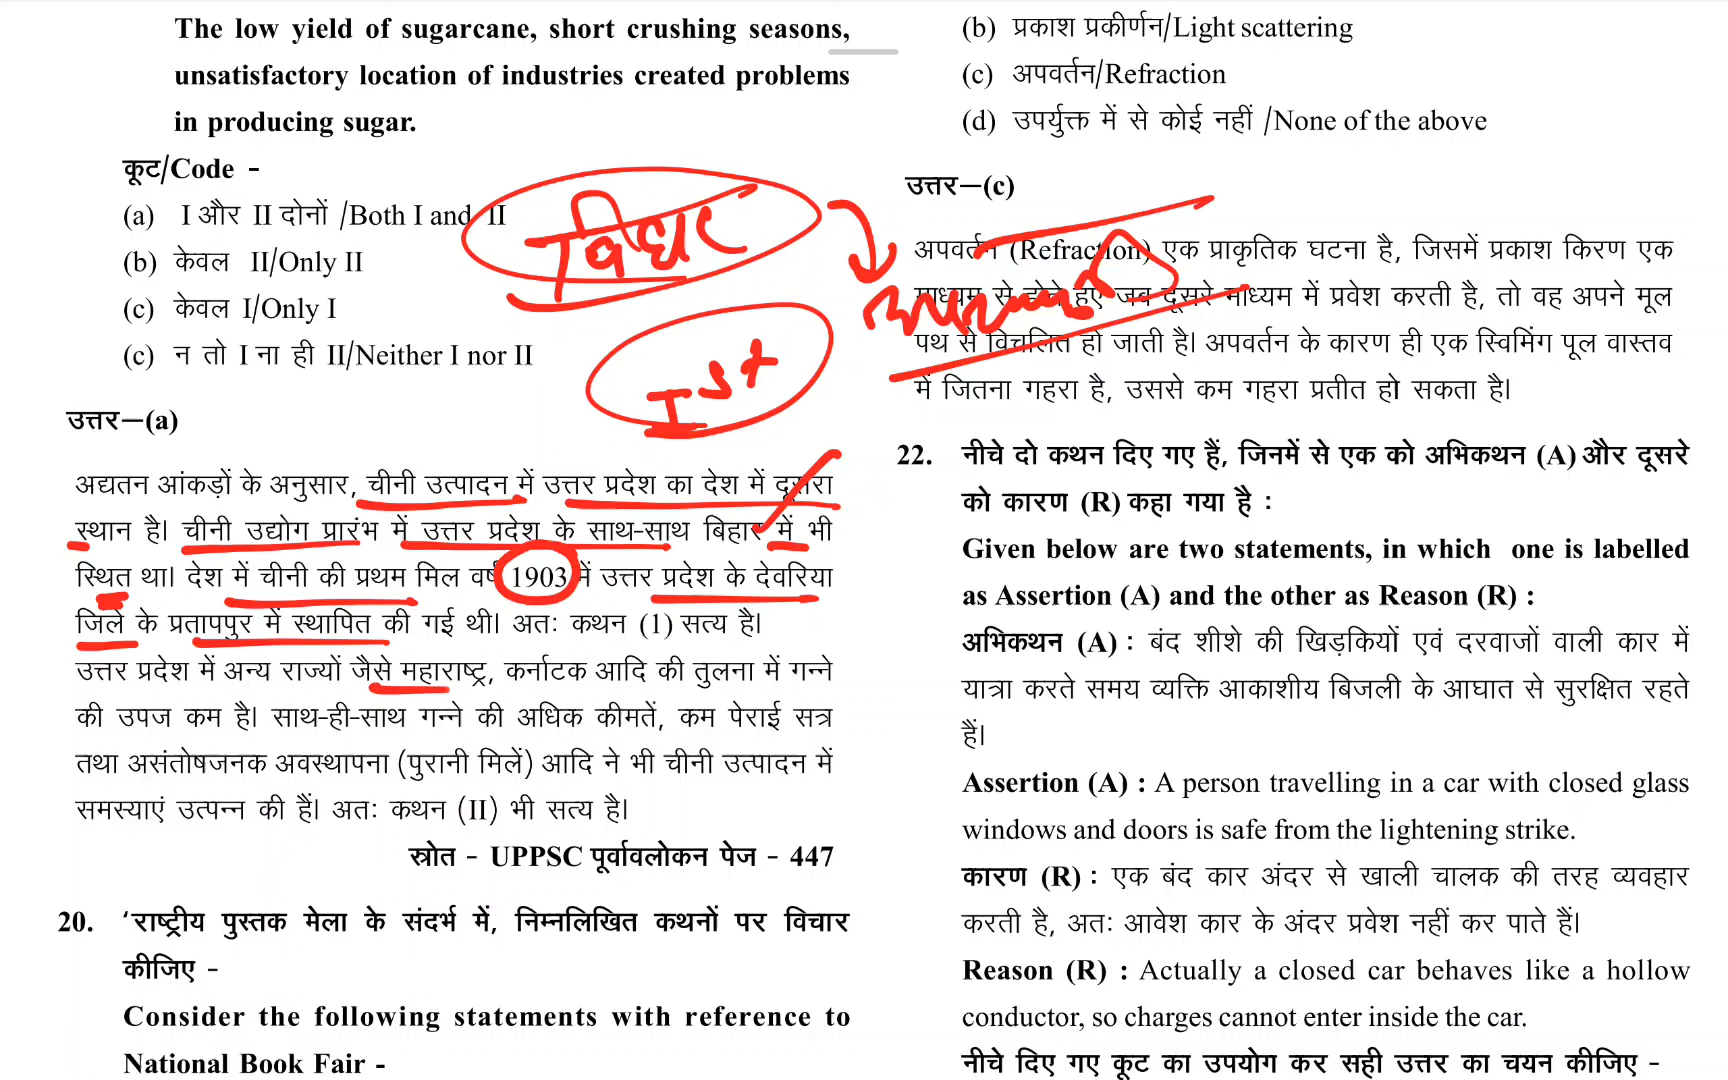 The low yield of sugarcane, short crushing seasons,
unsatisfactory location of industries created problems
in producing sugar.
कूट/Code -
(a) I और II दोनों /Both I and II
(b) केवल II/Only II
(c) केवल I/Only I
(c) न तो I ना ही II/Neither I nor II
उत्तर—(a)
अद्यतन आंकड़ों के अनुसार, चीनी उत्पादन में उत्तर प्रदेश का देश में दूसरा
स्थान है। चीनी उद्योग प्रारंभ में उत्तर प्रदेश के साथ-साथ बिहार में भी
स्थित था। देश में चीनी की प्रथम मिल वर्ष 1903 में उत्तर प्रदेश के देवरिया
जिले के प्रतापपुर में स्थापित की गई थी। अतः कथन (1) सत्य है।
उत्तर प्रदेश में अन्य राज्यों जैसे महाराष्ट्र, कर्नाटक आदि की तुलना में गन्ने
की उपज कम है। साथ-ही-साथ गन्ने की अधिक कीमतें, कम पेराई सत्र
तथा असंतोषजनक अवस्थापना (पुरानी मिलें) आदि ने भी चीनी उत्पादन में
समस्याएं उत्पन्न की हैं। अतः कथन (II) भी सत्य है।
स्रोत - UPPSC पूर्वावलोकन पेज - 447
20. 'राष्ट्रीय पुस्तक मेला के संदर्भ में, निम्नलिखित कथनों पर विचार
कीजिए -
Consider the following statements with reference to
National Book Fair -
Ist
(b) प्रकाश प्रकीर्णन/Light scattering
(c) अपवर्तन/Refraction
(d) उपर्युक्त में से कोई नहीं /None of the above
उत्तर—(c)
अपवर्तन (Refraction) एक प्राकृतिक घटना है, जिसमें प्रकाश किरण एक
माध्यम से होते हुए जब दूसरे माध्यम में प्रवेश करती है, तो वह अपने मूल
पथ से विचलित हो जाती है। अपवर्तन के कारण ही एक स्विमिंग पूल वास्तव
में जितना गहरा है, उससे कम गहरा प्रतीत हो सकता है।
22. नीचे दो कथन दिए गए हैं, जिनमें से एक को अभिकथन (A) और दूसरे
को कारण (R) कहा गया है :
Given below are two statements, in which one is labelled
as Assertion (A) and the other as Reason (R) :
अभिकथन (A) : बंद शीशे की खिड़कियों एवं दरवाजों वाली कार में
यात्रा करते समय व्यक्ति आकाशीय बिजली के आघात से सुरक्षित रहते
हैं।
Assertion (A) : A person travelling in a car with closed glass
windows and doors is safe from the lightening strike.
कारण (R) : एक बंद कार अंदर से खाली चालक की तरह व्यवहार
करती है, अतः आवेश कार के अंदर प्रवेश नहीं कर पाते हैं।
Reason (R) : Actually a closed car behaves like a hollow
conductor, so charges cannot enter inside the car.
नीचे दिए गए कूट का उपयोग कर सही उत्तर का चयन कीजिए -